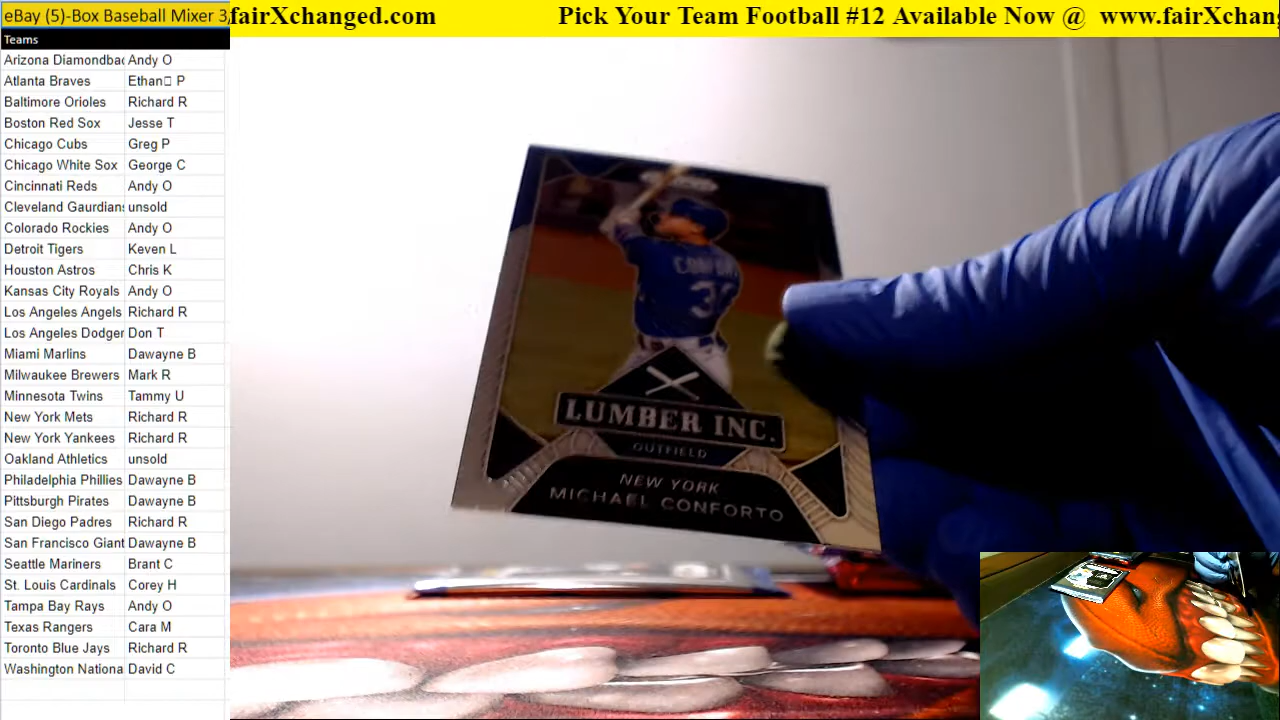 eBay (5)-Box Baseball Mixer 3
fairXchanged.com Pick Your Team Football #12 Available Now @ www.fairXchang
Teams
Arizona Diamondba Andy O
Atlanta Braves Ethan□ P
Baltimore Orioles Richard R
Boston Red Sox Jesse T
Chicago Cubs Greg P
Chicago White Sox George C
Cincinnati Reds Andy O
Cleveland Gaurdians unsold
Colorado Rockies Andy O
Detroit Tigers Keven L
Houston Astros Chris K
Kansas City Royals Andy O
Los Angeles Angels Richard R
Los Angeles Dodger Don T
Miami Marlins Dawayne B
Milwaukee Brewers Mark R
Minnesota Twins Tammy U
New York Mets Richard R
New York Yankees Richard R
Oakland Athletics unsold
Philadelphia Phillies Dawayne B
Pittsburgh Pirates Dawayne B
San Diego Padres Richard R
San Francisco Giant Dawayne B
Seattle Mariners Brant C
St. Louis Cardinals Corey H
Tampa Bay Rays Andy O
Texas Rangers Cara M
Toronto Blue Jays Richard R
Washington Nationa David C
LUMBER INC.
OUTFIELD
NEW YORK
MICHAEL CONFORTO